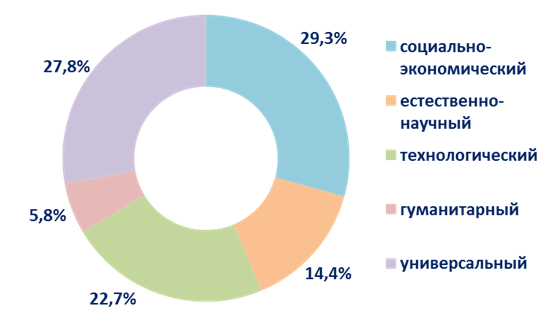 29,3%
27,8%
5,8%
22,7%
14,4%
социально-
экономический
естественно-
научный
технологический
гуманитарный
универсальный